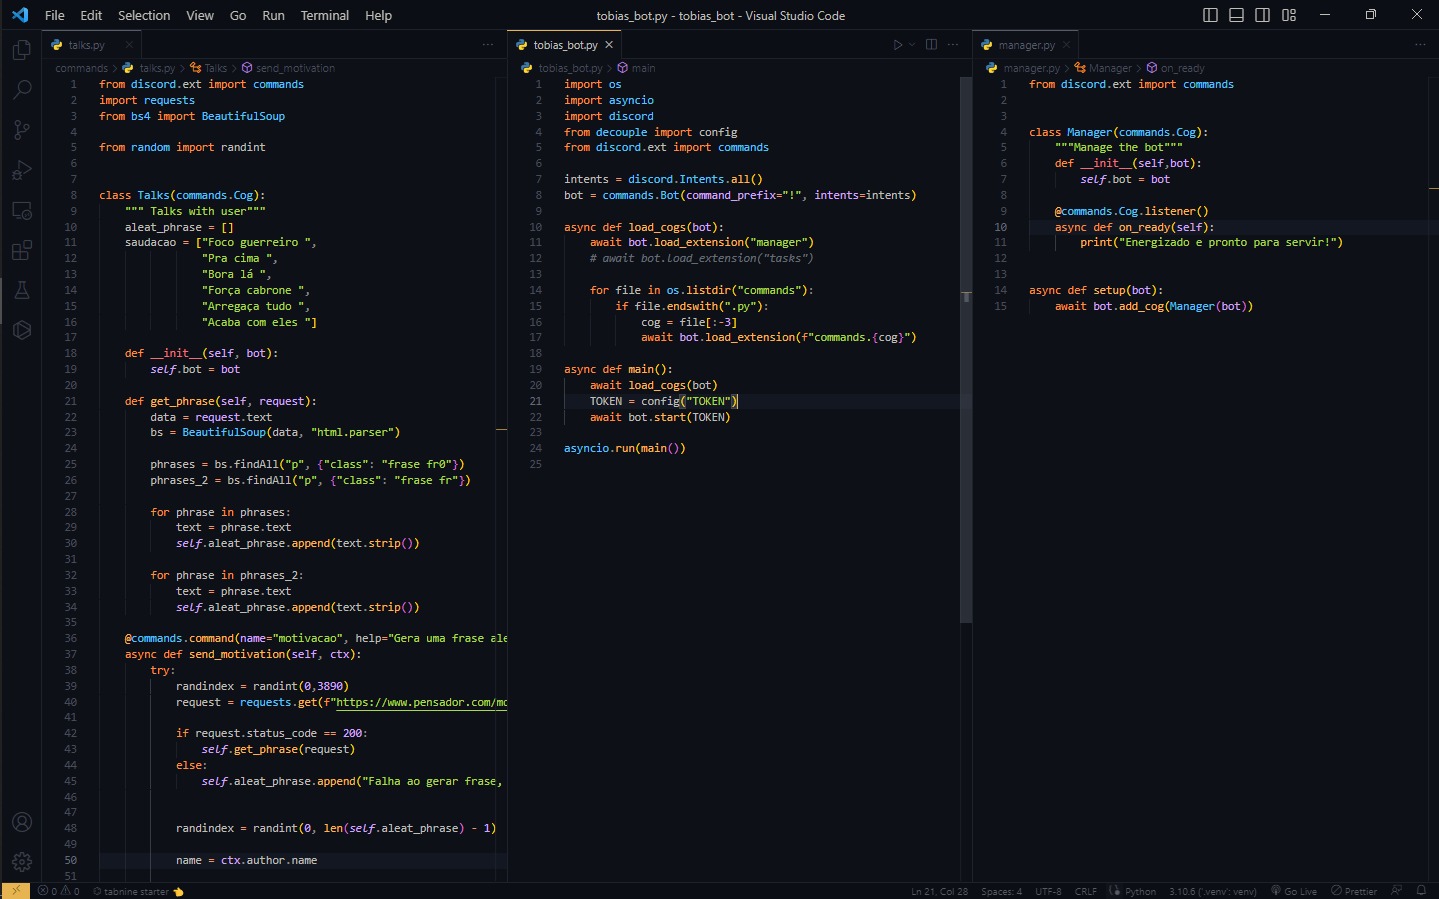 File Edit Selection View Go Run Terminal Help
tobias_bot.py - tobias_bot - Visual Studio Code
talks.py
commands > talks.py > Talks > send_motivation
1 from discord.ext import commands
2 import requests
3 from bs4 import BeautifulSoup
4
5 from random import randint
6
7
8 class Talks(commands.Cog):
9 """ Talks with user"""
10 aleat_phrase = []
11 saudacao = ["Foco guerreiro ",
12 "Pra cima ",
13 "Bora lá ",
14 "Força cabrone ",
15 "Arregaça tudo ",
16 "Acaba com eles "]
17
18 def __init__(self, bot):
19 self.bot = bot
20
21 def get_phrase(self, request):
22 data = request.text
23 bs = BeautifulSoup(data, "html.parser")
24
25 phrases = bs.findAll("p", {"class": "frase fr0"})
26 phrases_2 = bs.findAll("p", {"class": "frase fr"})
27
28 for phrase in phrases:
29 text = phrase.text
30 self.aleat_phrase.append(text.strip())
31
32 for phrase in phrases_2:
33 text = phrase.text
34 self.aleat_phrase.append(text.strip())
35
36 @commands.command(name="motivacao", help="Gera uma frase ale
37 async def send_motivation(self, ctx):
38 try:
39 randindex = randint(0,3890)
40 request = requests.get(f"https://www.pensador.com/mo
41
42 if request.status_code == 200:
43 self.get_phrase(request)
44 else:
45 self.aleat_phrase.append("Falha ao gerar frase,
46
47
48 randindex = randint(0, len(self.aleat_phrase) - 1)
49
50 name = ctx.author.name
51
tobias_bot.py
tobias_bot.py > main
1 import os
2 import asyncio
3 import discord
4 from decouple import config
5 from discord.ext import commands
6
7 intents = discord.Intents.all()
8 bot = commands.Bot(command_prefix="!", intents=intents)
9
10 async def load_cogs(bot):
11 await bot.load_extension("manager")
12 # await bot.load_extension("tasks")
13
14 for file in os.listdir("commands"):
15 if file.endswith(".py"):
16 cog = file[:-3]
17 await bot.load_extension(f"commands.{cog}")
18
19 async def main():
20 await load_cogs(bot)
21 TOKEN = config("TOKEN")
22 await bot.start(TOKEN)
23
24 asyncio.run(main())
25
manager.py
manager.py > Manager > on_ready
1 from discord.ext import commands
2
3
4 class Manager(commands.Cog):
5 """Manage the bot"""
6 def __init__(self,bot):
7 self.bot = bot
8
9 @commands.Cog.listener()
10 async def on_ready(self):
11 print("Energizado e pronto para servir!")
12
13
14 async def setup(bot):
15 await bot.add_cog(Manager(bot))
0 0 tabnine starter Ln 21, Col 28 Spaces: 4 UTF-8 CRLF Python 3.10.6 ('.venv': venv) Go Live Prettier